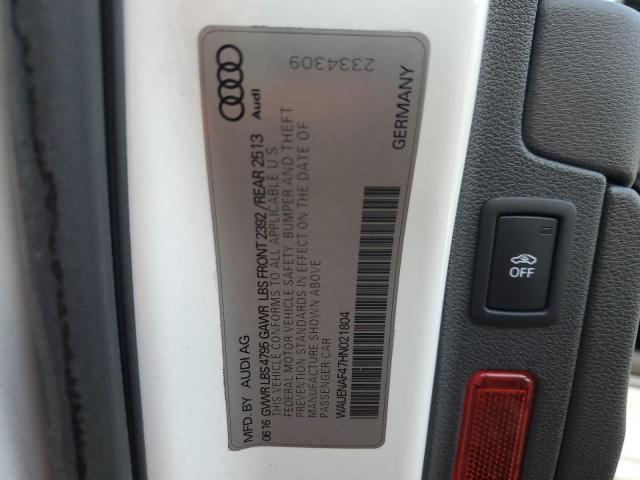 MFD. BY AUDI AG
0616 GVWR LBS 4795 GAWR LBS FRONT 2392 / REAR 2513
THIS VEHICLE CONFORMS TO ALL APPLICABLE U S
FEDERAL MOTOR VEHICLE SAFETY, BUMPER AND THEFT
PREVENTION STANDARDS IN EFFECT ON THE DATE OF
MANUFACTURE SHOWN ABOVE
PASSENGER CAR
WAUENAF47HN021804
GERMANY
Audi
2334309
OFF